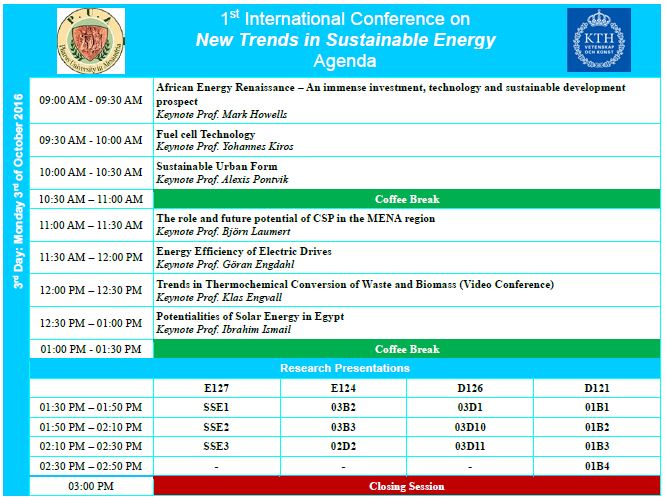 1st International Conference on
New Trends in Sustainable Energy
Agenda
P U A
Pharos University in Alexandria
KTH
VETENSKAP
OCH KONST
3rd Day: Monday 3rd of October 2016
09:00 AM - 09:30 AM
African Energy Renaissance – An immense investment, technology and sustainable development
prospect
Keynote Prof. Mark Howells
09:30 AM - 10:00 AM
Fuel cell Technology
Keynote Prof. Yohannes Kiros
10:00 AM - 10:30 AM
Sustainable Urban Form
Keynote Prof. Alexis Pontvik
10:30 AM – 11:00 AM Coffee Break
11:00 AM – 11:30 AM
The role and future potential of CSP in the MENA region
Keynote Prof. Björn Laumert
11:30 AM – 12:00 PM
Energy Efficiency of Electric Drives
Keynote Prof. Göran Engdahl
12:00 PM – 12:30 PM
Trends in Thermochemical Conversion of Waste and Biomass (Video Conference)
Keynote Prof. Klas Engvall
12:30 PM – 01:00 PM
Potentialities of Solar Energy in Egypt
Keynote Prof. Ibrahim Ismail
01:00 PM - 01:30 PM Coffee Break
Research Presentations
E127 E124 D126 D121
01:30 PM – 01:50 PM SSE1 03B2 03D1 01B1
01:50 PM – 02:10 PM SSE2 03B3 03D10 01B2
02:10 PM – 02:30 PM SSE3 02D2 03D11 01B3
02:30 PM – 02:50 PM - - - 01B4
03:00 PM Closing Session